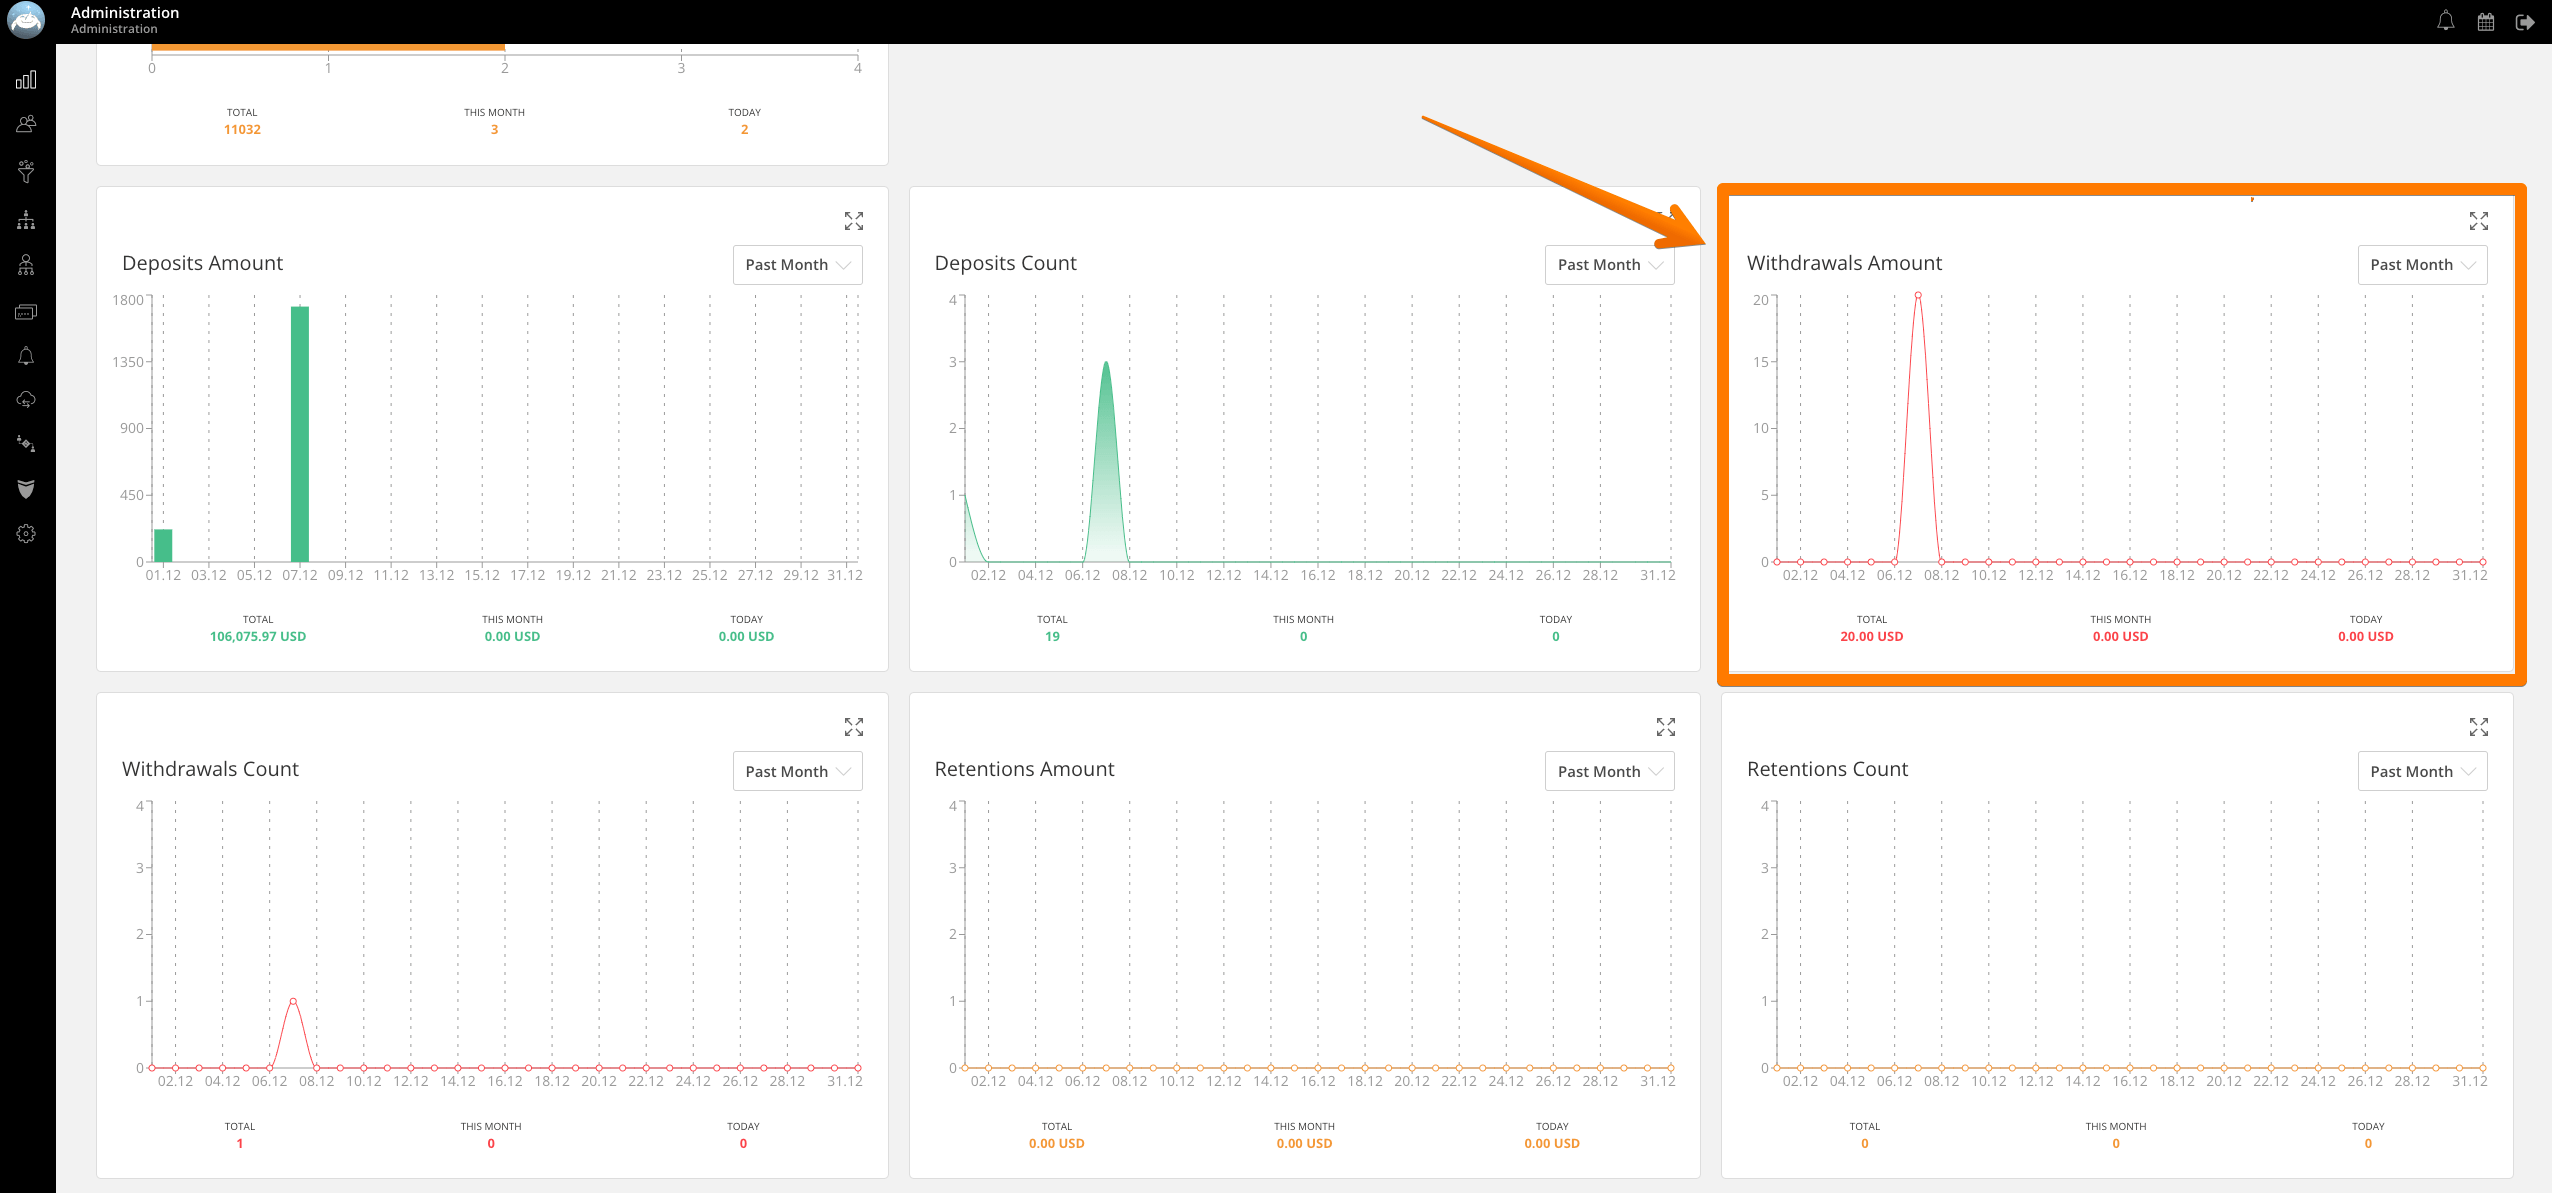 Administration
Administration
0 1 2 3 4
TOTAL THIS MONTH TODAY
11032 3 2
Deposits Amount
Past Month
1800
1350
900
450
0
01.12 03.12 05.12 07.12 09.12 11.12 13.12 15.12 17.12 19.12 21.12 23.12 25.12 27.12 29.12 31.12
TOTAL THIS MONTH TODAY
106,075.97 USD 0.00 USD 0.00 USD
Deposits Count
Past Month
4
3
2
1
0
02.12 04.12 06.12 08.12 10.12 12.12 14.12 16.12 18.12 20.12 22.12 24.12 26.12 28.12 31.12
TOTAL THIS MONTH TODAY
19 0 0
Withdrawals Amount
Past Month
20
15
10
5
0
02.12 04.12 06.12 08.12 10.12 12.12 14.12 16.12 18.12 20.12 22.12 24.12 26.12 28.12 31.12
TOTAL THIS MONTH TODAY
20.00 USD 0.00 USD 0.00 USD
Withdrawals Count
Past Month
4
3
2
1
0
02.12 04.12 06.12 08.12 10.12 12.12 14.12 16.12 18.12 20.12 22.12 24.12 26.12 28.12 31.12
TOTAL THIS MONTH TODAY
1 0 0
Retentions Amount
Past Month
4
3
2
1
0
02.12 04.12 06.12 08.12 10.12 12.12 14.12 16.12 18.12 20.12 22.12 24.12 26.12 28.12 31.12
TOTAL THIS MONTH TODAY
0.00 USD 0.00 USD 0.00 USD
Retentions Count
Past Month
4
3
2
1
0
02.12 04.12 06.12 08.12 10.12 12.12 14.12 16.12 18.12 20.12 22.12 24.12 26.12 28.12 31.12
TOTAL THIS MONTH TODAY
0 0 0